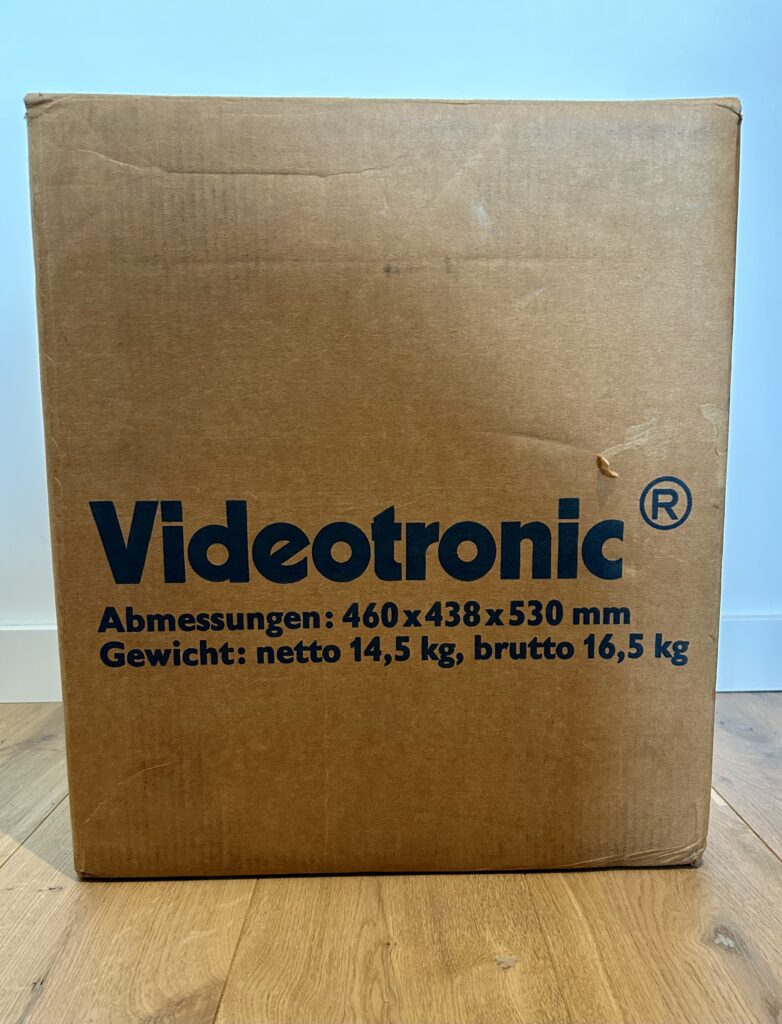 Videotronic®
Abmessungen: 460 x 438 x 530 mm
Gewicht: netto 14,5 kg, brutto 16,5 kg